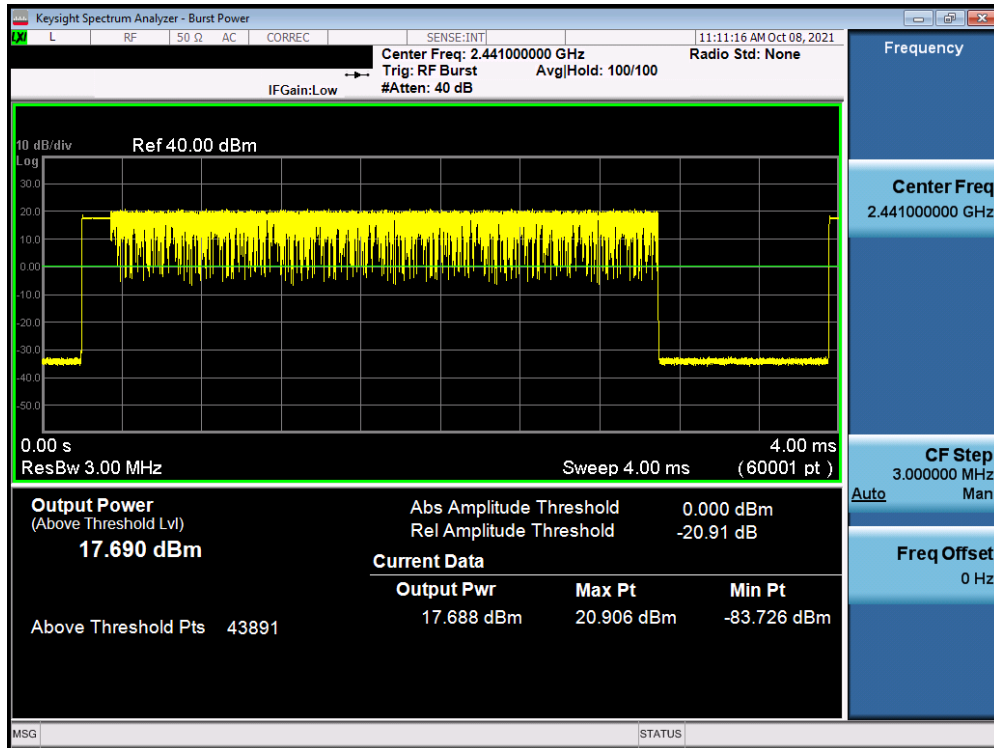 Keysight Spectrum Analyzer - Burst Power
LXI L RF 50 Ω AC CORREC SENSE:INT 11:11:16 AM Oct 08, 2021
Center Freq: 2.441000000 GHz Radio Std: None
Trig: RF Burst Avg|Hold: 100/100
IFGain:Low #Atten: 40 dB
Frequency
10 dB/div Ref 40.00 dBm
Log
30.0
20.0
10.0
0.00
-10.0
-20.0
-30.0
-40.0
-50.0
0.00 s 4.00 ms
ResBw 3.00 MHz Sweep 4.00 ms (60001 pt)
Center Freq
2.441000000 GHz
CF Step
3.000000 MHz
Auto Man
Freq Offset
0 Hz
Output Power
(Above Threshold Lvl)
17.690 dBm
Above Threshold Pts 43891
Abs Amplitude Threshold 0.000 dBm
Rel Amplitude Threshold -20.91 dB
Current Data
Output Pwr Max Pt Min Pt
17.688 dBm 20.906 dBm -83.726 dBm
MSG STATUS